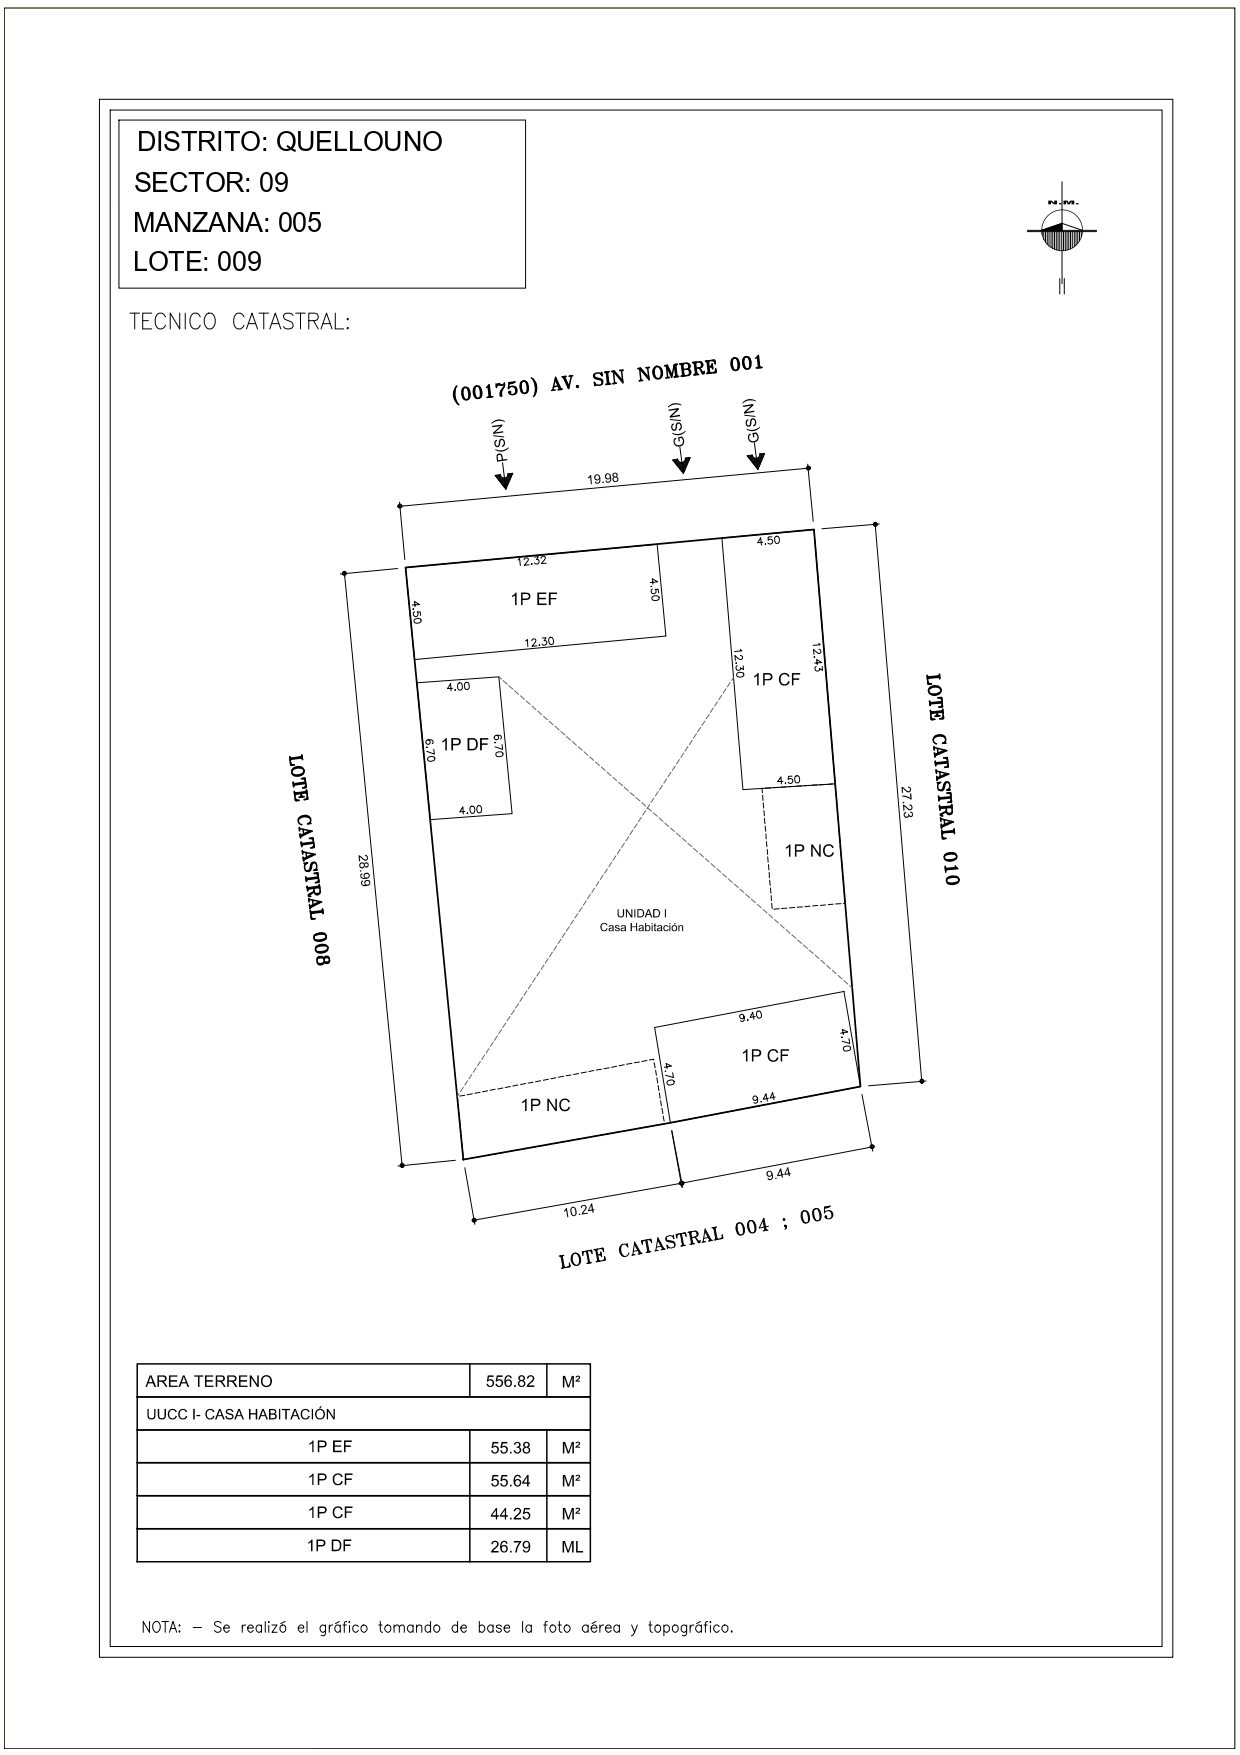 DISTRITO: QUELLOUNO
SECTOR: 09
MANZANA: 005
LOTE: 009
N.M.
TECNICO CATASTRAL:
(001750) AV. SIN NOMBRE 001
P(S/N)
G(S/N)
G(S/N)
19.98
12.32
4.50
4.50
1P EF
4.50
12.30
4.00
12.30
12.43
1P CF
6.70
1P DF
6.70
4.50
4.00
27.23
LOTE CATASTRAL 010
LOTE CATASTRAL 008
28.99
1P NC
UNIDAD I
Casa Habitación
9.40
4.70
1P CF
4.70
1P NC
9.44
9.44
10.24
LOTE CATASTRAL 004 ; 005
AREA TERRENO 556.82 M²
UUCC I- CASA HABITACIÓN
1P EF 55.38 M²
1P CF 55.64 M²
1P CF 44.25 M²
1P DF 26.79 ML
NOTA: - Se realizó el gráfico tomando de base la foto aérea y topográfico.